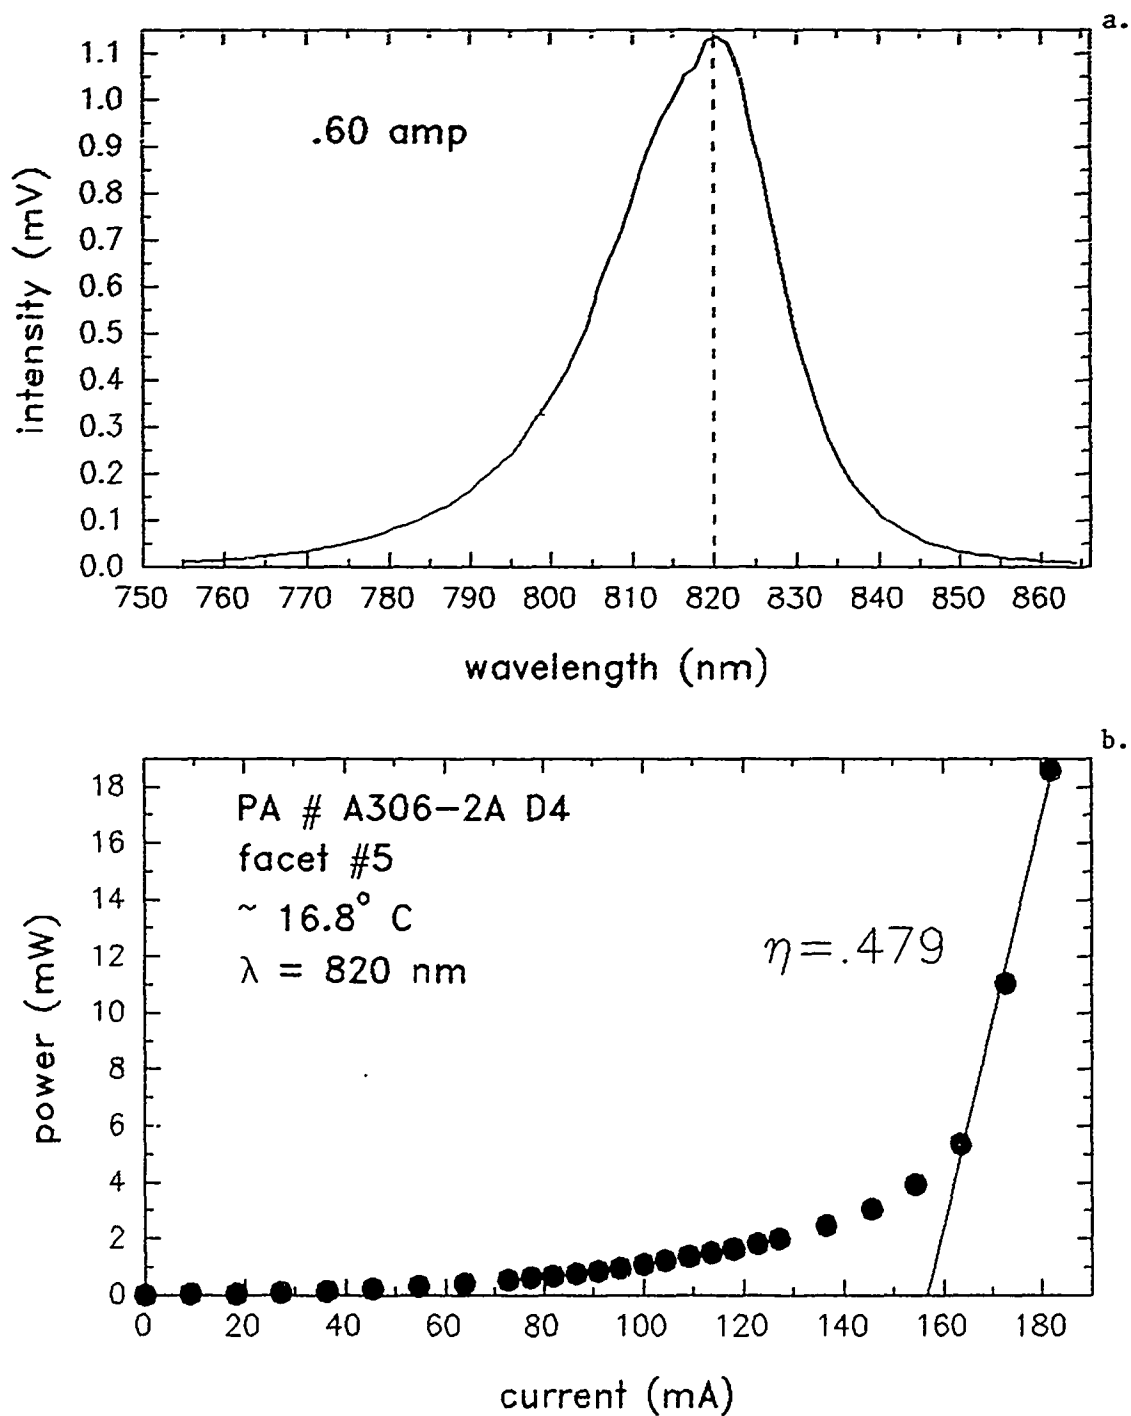 a.
1.1
1.0
0.9
0.8
0.7
0.6
0.5
0.4
0.3
0.2
0.1
0.0
.60 amp
intensity (mV)
750 760 770 780 790 800 810 820 830 840 850 860
wavelength (nm)
b.
18
16
14
12
10
8
6
4
2
0
PA # A306-2A D4
facet #5
~ 16.8° C
λ = 820 nm
η=.479
power (mW)
0 20 40 60 80 100 120 140 160 180
current (mA)